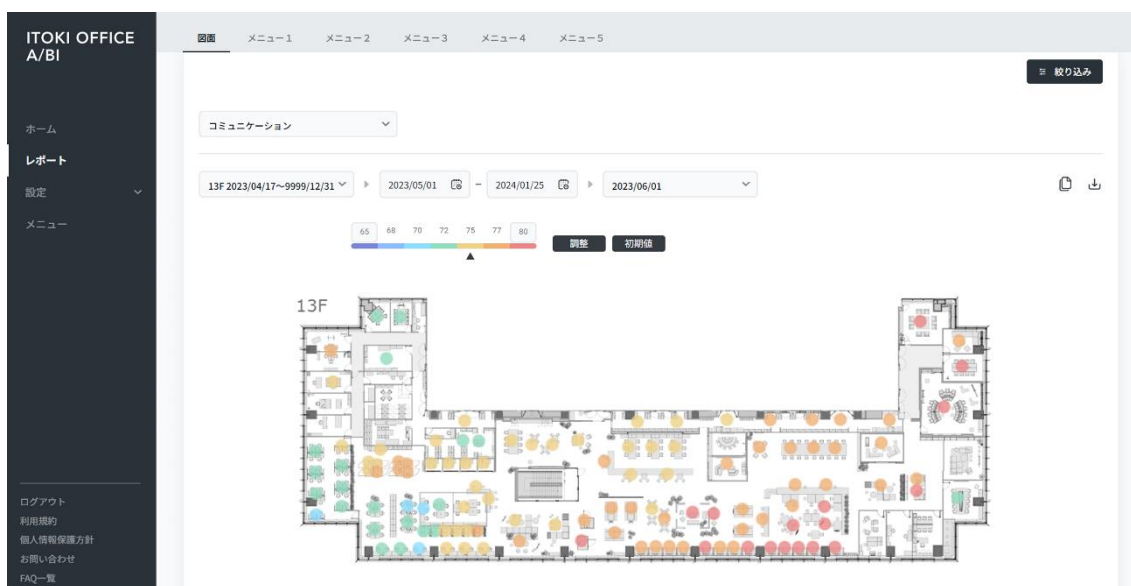 ITOKI OFFICE
A/BI
ホーム
レポート
設定
メニュー
ログアウト
利用規約
個人情報保護方針
お問い合わせ
FAQ一覧
図面 メニュー1 メニュー2 メニュー3 メニュー4 メニュー5
絞り込み
コミュニケーション
13F 2023/04/17～9999/12/31 2023/05/01 - 2024/01/25 2023/06/01
65 68 70 72 75 77 80
調整 初期値
13F